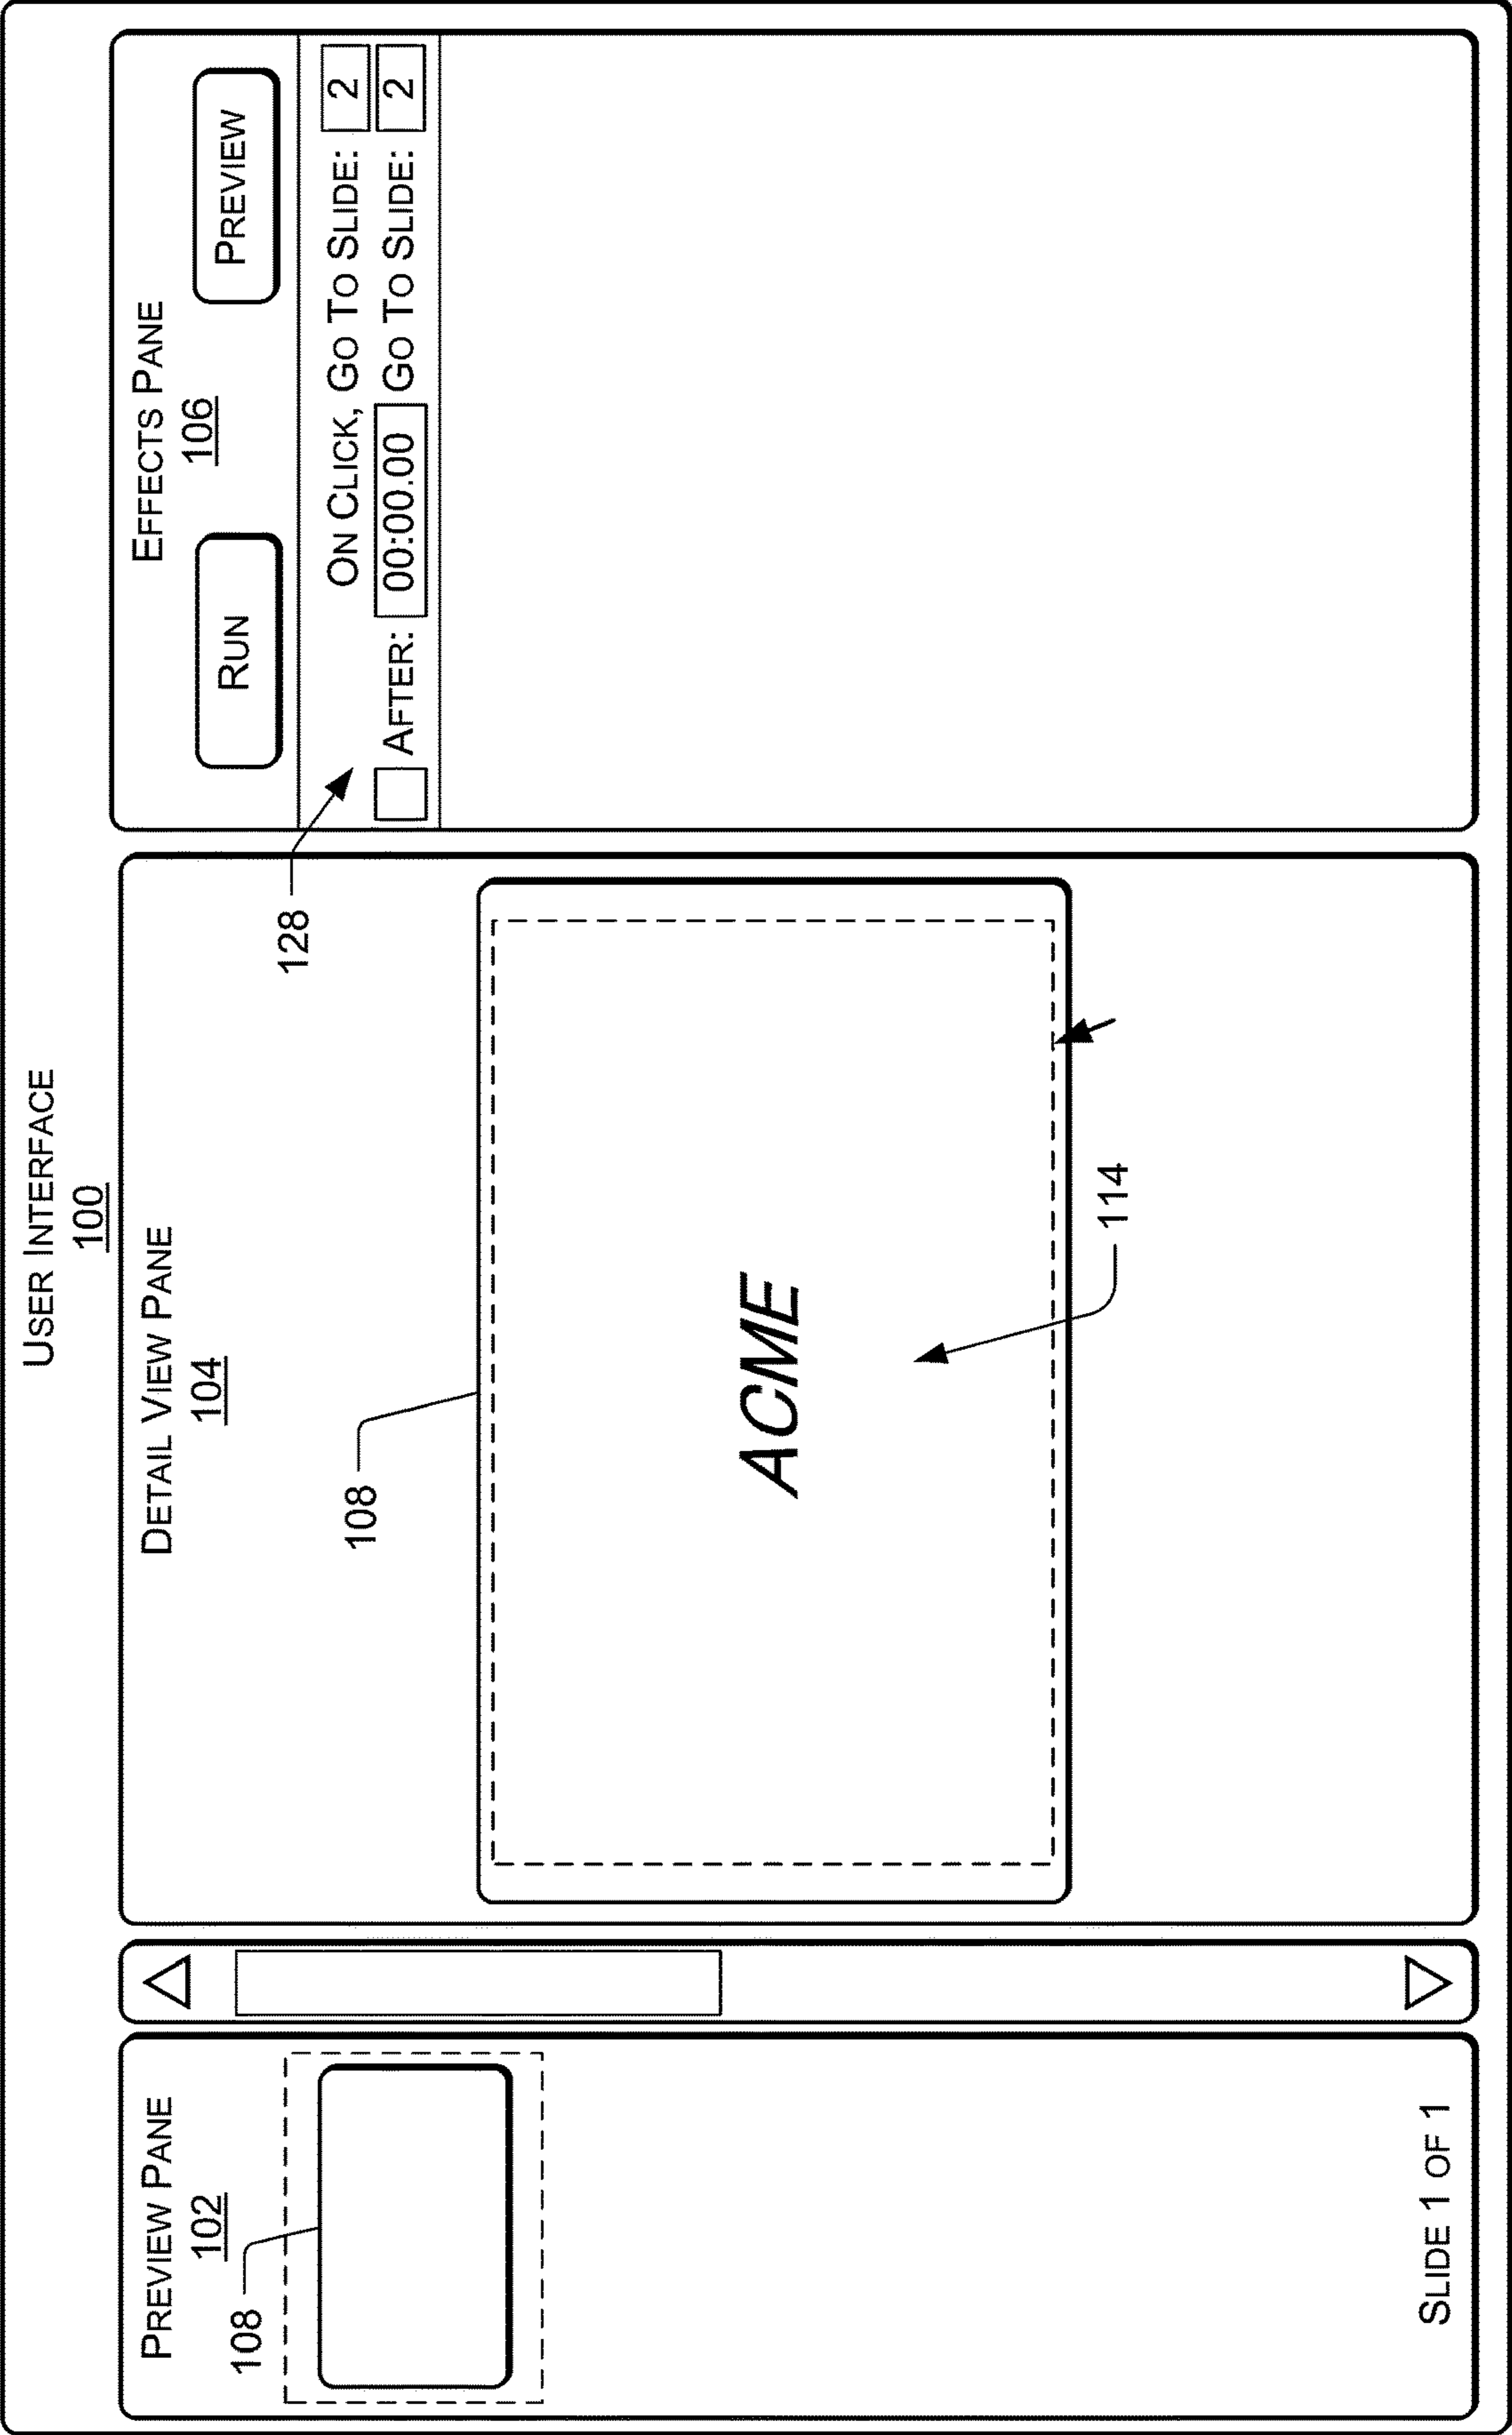 USER INTERFACE
100
PREVIEW PANE
102
108
SLIDE 1 OF 1
DETAIL VIEW PANE
104
108
ACME
114
EFFECTS PANE
106
RUN
PREVIEW
128
ON CLICK, GO TO SLIDE: 2
AFTER: 00:00.00 GO TO SLIDE: 2